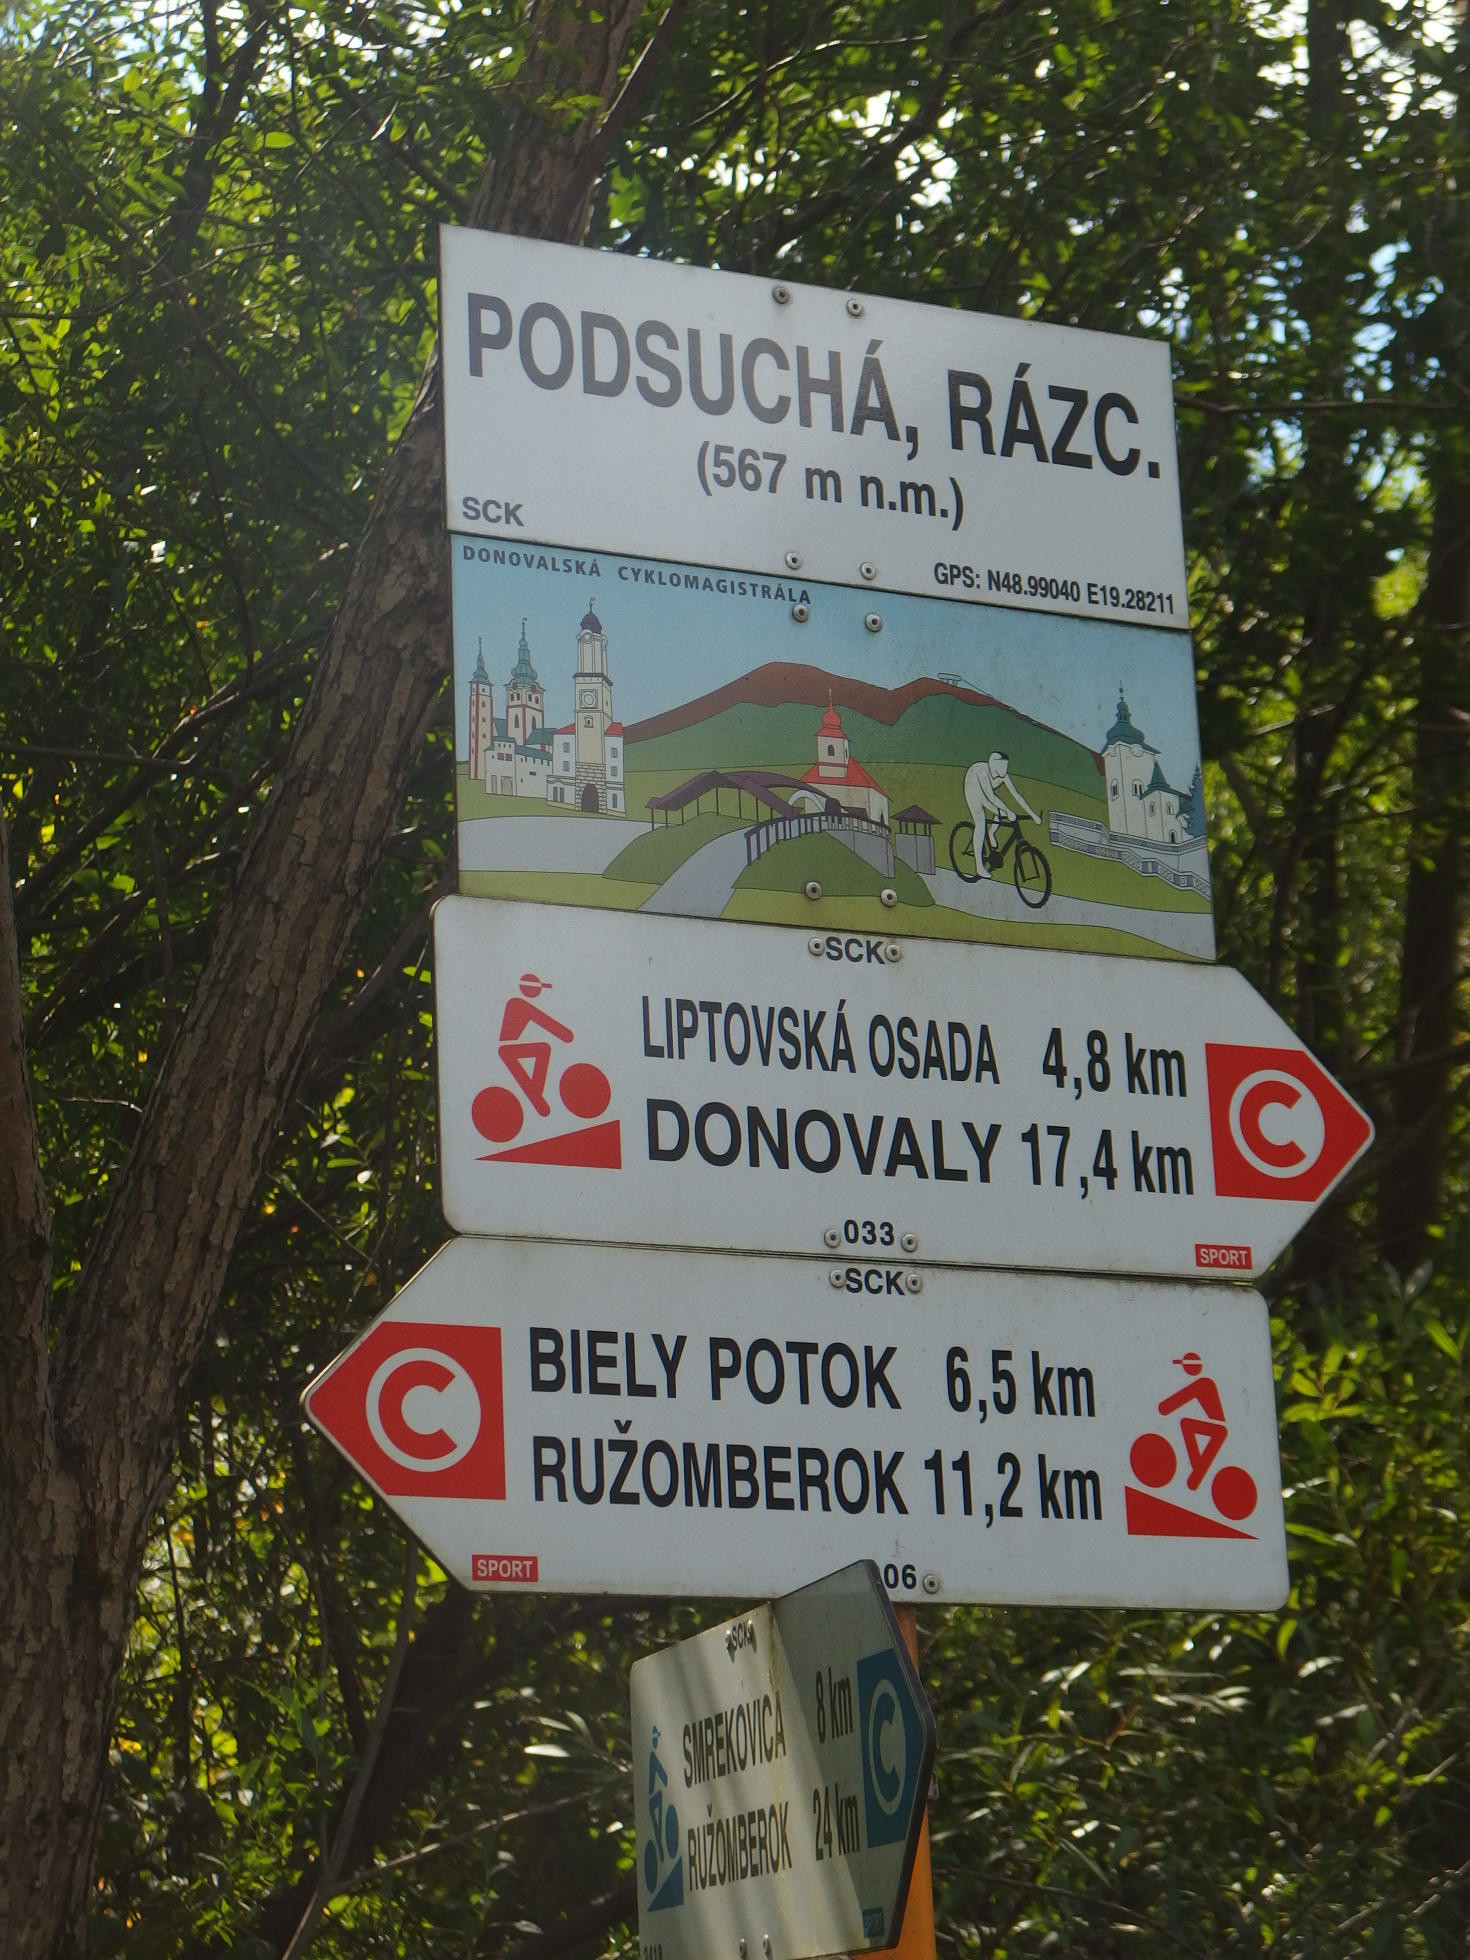 PODSUCHÁ, RÁZC.
(567 m n.m.)
SCK
GPS: N48.99040 E19.28211
DONOVALSKÁ CYKLOMAGISTRÁLA
SCK
LIPTOVSKÁ OSADA 4,8 km
DONOVALY 17,4 km
C
033
SPORT
SCK
C
BIELY POTOK 6,5 km
RUŽOMBEROK 11,2 km
SPORT
06
SCK
SMREKOVICA 8 km
RUŽOMBEROK 24 km
C
SPORT